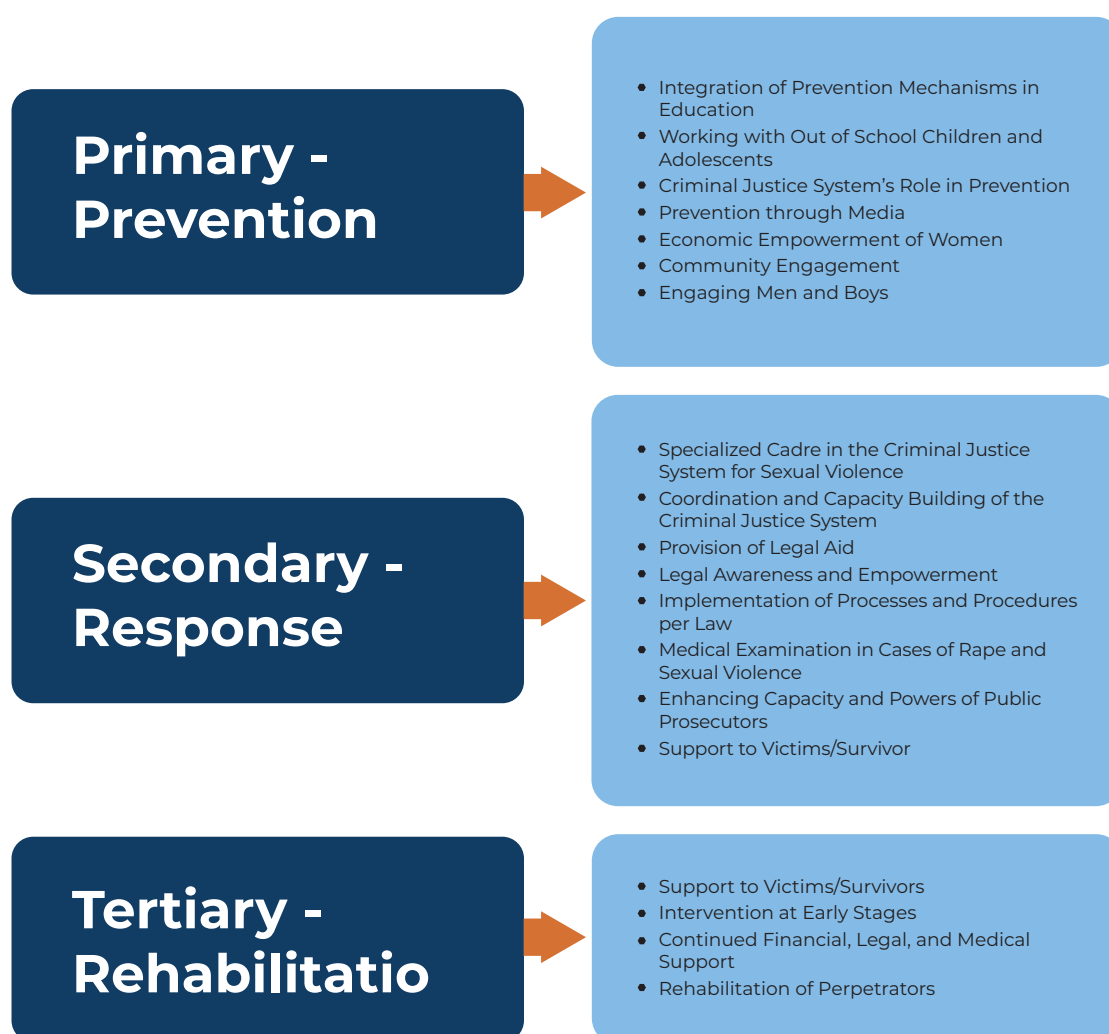 Primary -
Prevention
• Integration of Prevention Mechanisms in
Education
• Working with Out of School Children and
Adolescents
• Criminal Justice System’s Role in Prevention
• Prevention through Media
• Economic Empowerment of Women
• Community Engagement
• Engaging Men and Boys
Secondary -
Response
• Specialized Cadre in the Criminal Justice
System for Sexual Violence
• Coordination and Capacity Building of the
Criminal Justice System
• Provision of Legal Aid
• Legal Awareness and Empowerment
• Implementation of Processes and Procedures
per Law
• Medical Examination in Cases of Rape and
Sexual Violence
• Enhancing Capacity and Powers of Public
Prosecutors
• Support to Victims/Survivor
Tertiary -
Rehabilitatio
• Support to Victims/Survivors
• Intervention at Early Stages
• Continued Financial, Legal, and Medical
Support
• Rehabilitation of Perpetrators